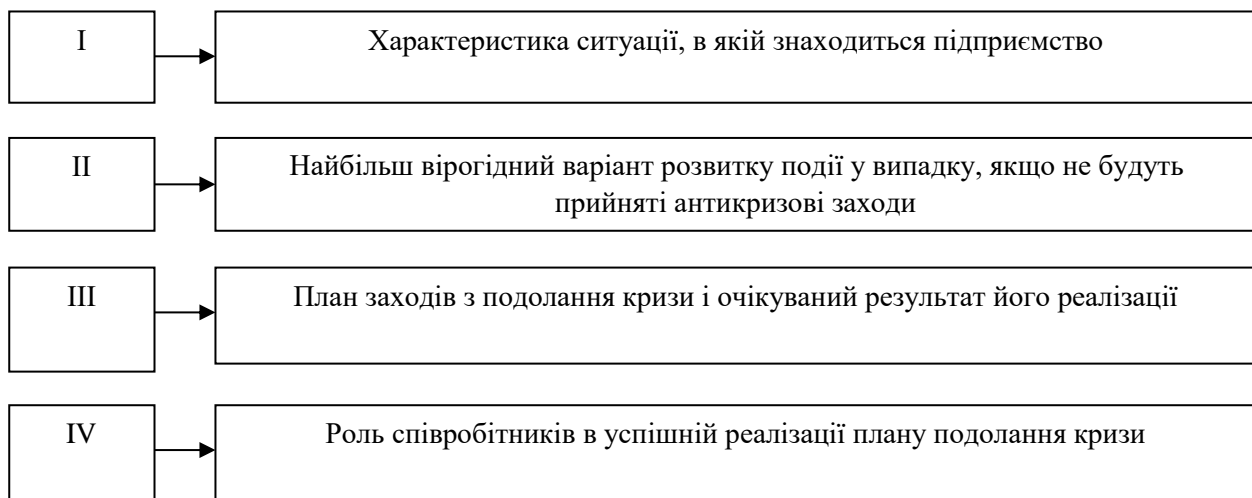 I
Характеристика ситуації, в якій знаходиться підприємство
II
Найбільш вірогідний варіант розвитку події у випадку, якщо не будуть
прийняті антикризові заходи
III
План заходів з подолання кризи і очікуваний результат його реалізації
IV
Роль співробітників в успішній реалізації плану подолання кризи